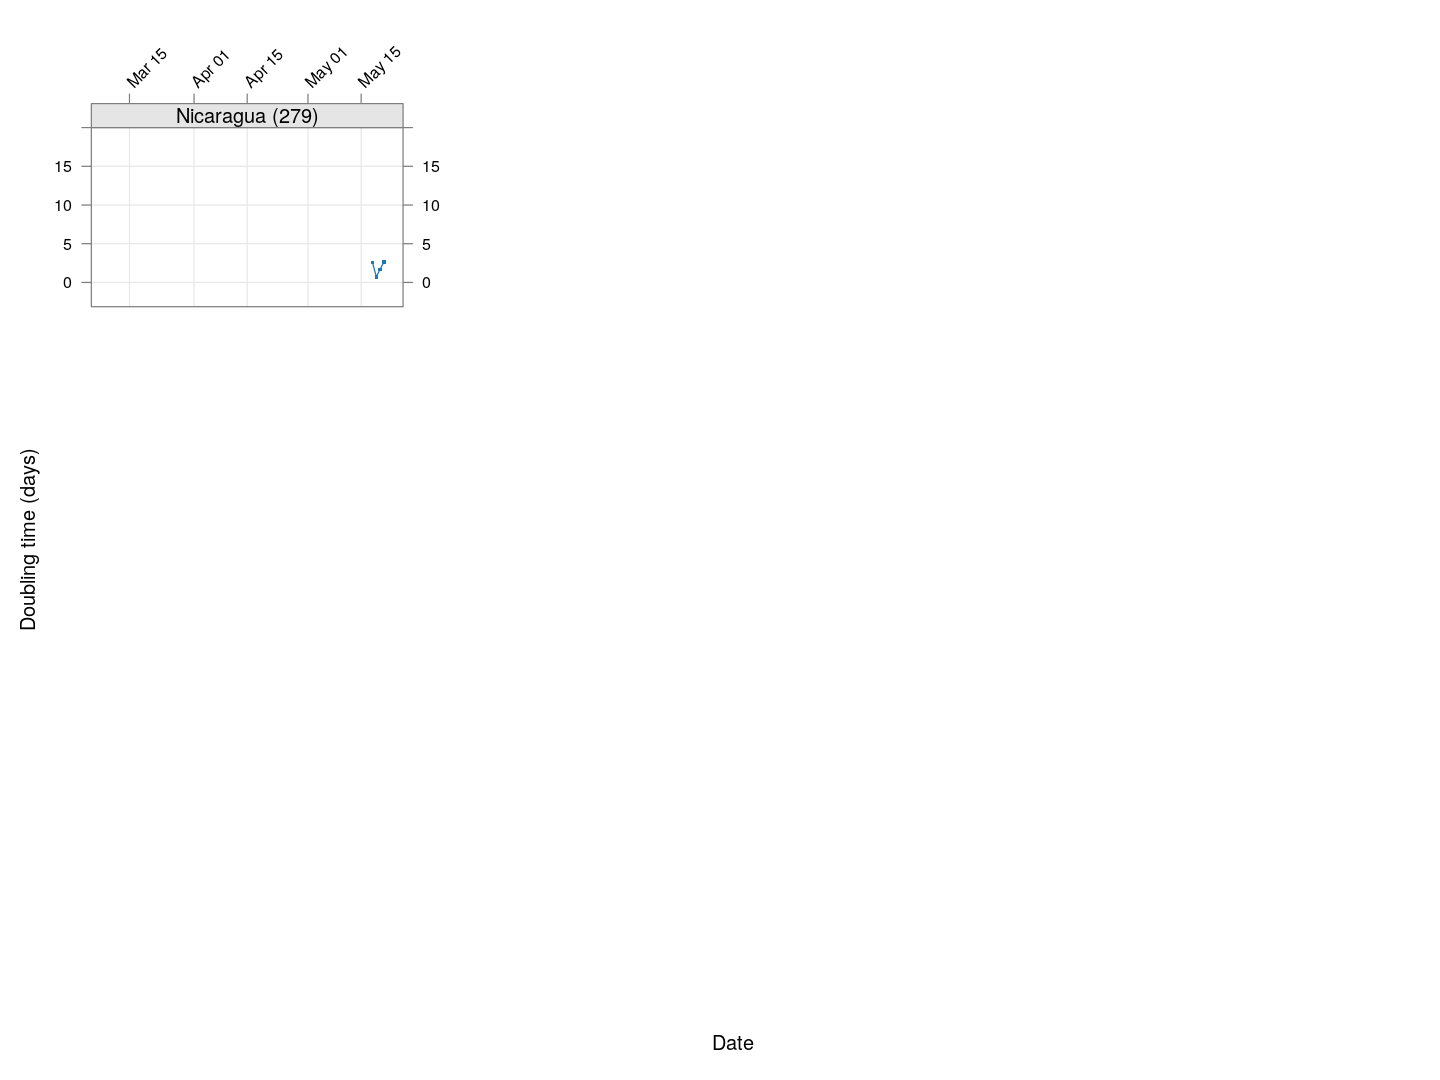 Mar 15
Apr 01
Apr 15
May 01
May 15
Nicaragua (279)
15
15
10
10
5
5
0
0
Doubling time (days)
Date